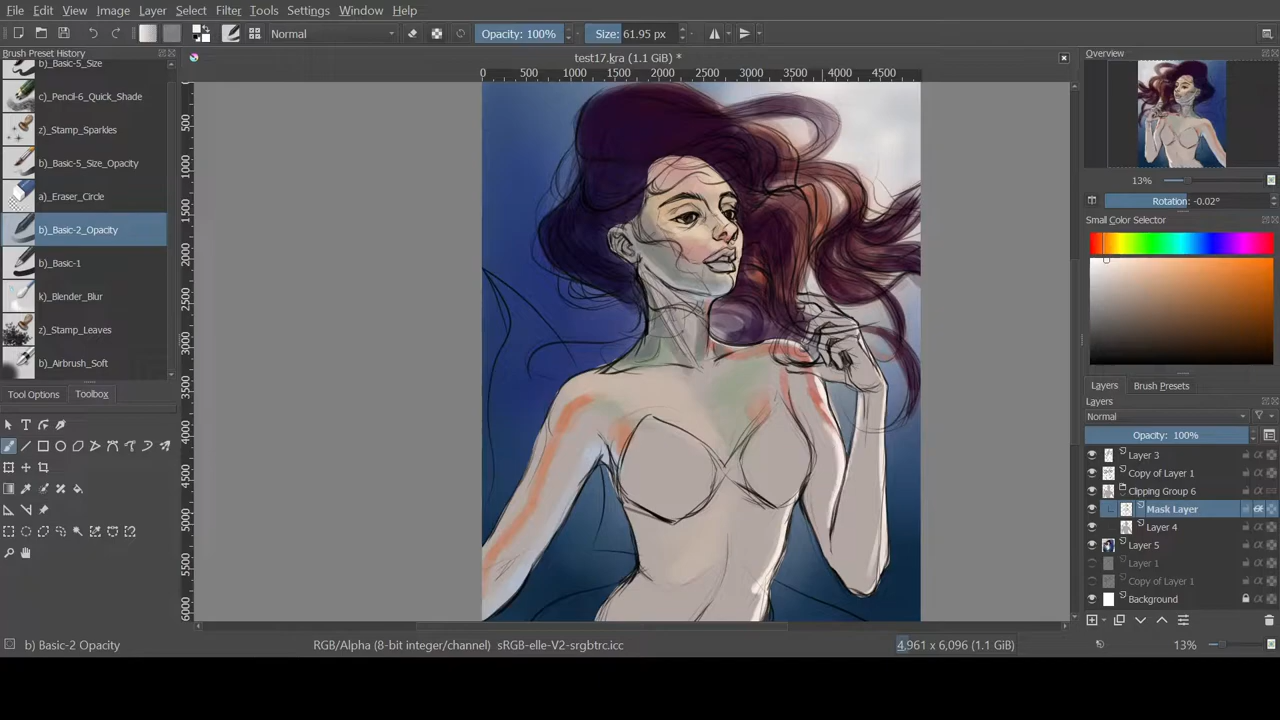 File Edit View Image Layer Select Filter Tools Settings Window Help
Normal Opacity: 100% Size: 61.95 px
Brush Preset History
test17.kra (1.1 GiB) *
Overview
0 500 1000 1500 2000 2500 3000 3500 4000 4500
500
1000
1500
2000
2500
3000
3500
4000
4500
5000
5500
6000
b)_Basic-5_Size
c)_Pencil-6_Quick_Shade
z)_Stamp_Sparkles
b)_Basic-5_Size_Opacity
a)_Eraser_Circle
b)_Basic-2_Opacity
b)_Basic-1
k)_Blender_Blur
z)_Stamp_Leaves
b)_Airbrush_Soft
Tool Options Toolbox
13%
Rotation: -0.02°
Small Color Selector
Layers Brush Presets
Layers
Normal
Opacity: 100%
Layer 3
Copy of Layer 1
Clipping Group 6
Mask Layer
Layer 4
Layer 5
Layer 1
Copy of Layer 1
Background
b) Basic-2 Opacity RGB/Alpha (8-bit integer/channel) sRGB-elle-V2-srgbtrc.icc 4,961 x 6,096 (1.1 GiB) 13%